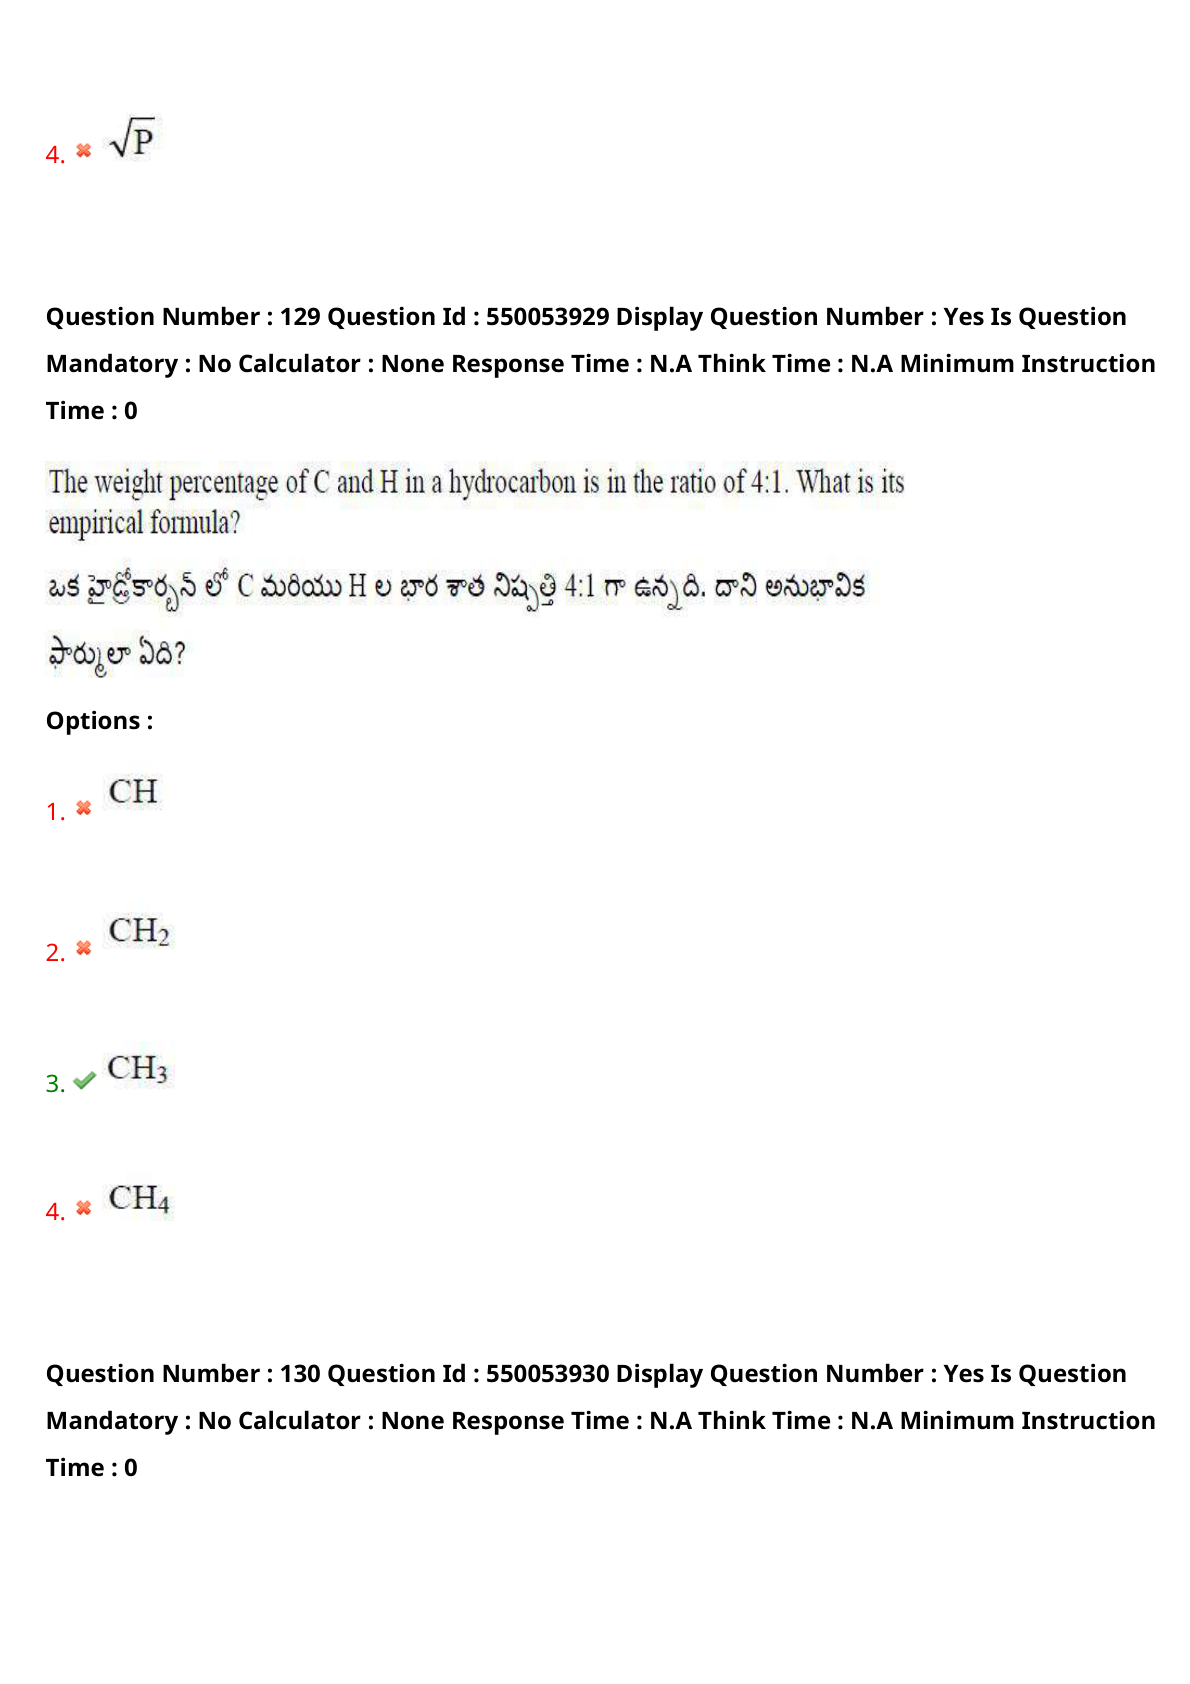 4. √P
Question Number : 129 Question Id : 550053929 Display Question Number : Yes Is Question
Mandatory : No Calculator : None Response Time : N.A Think Time : N.A Minimum Instruction
Time : 0
The weight percentage of C and H in a hydrocarbon is in the ratio of 4:1. What is its
empirical formula?
ఒక హైడ్రోకార్బన్ లో C మరియు H ల భార శాత నిష్పత్తి 4:1 గా ఉన్నది. దాని అనుభావిక
ఫార్ములా ఏది?
Options :
1. CH
2. CH₂
3. CH₃
4. CH₄
Question Number : 130 Question Id : 550053930 Display Question Number : Yes Is Question
Mandatory : No Calculator : None Response Time : N.A Think Time : N.A Minimum Instruction
Time : 0